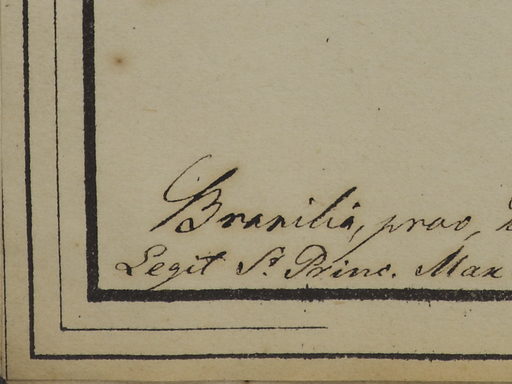 Brasilia, prov,
Legit S. Princ. Max